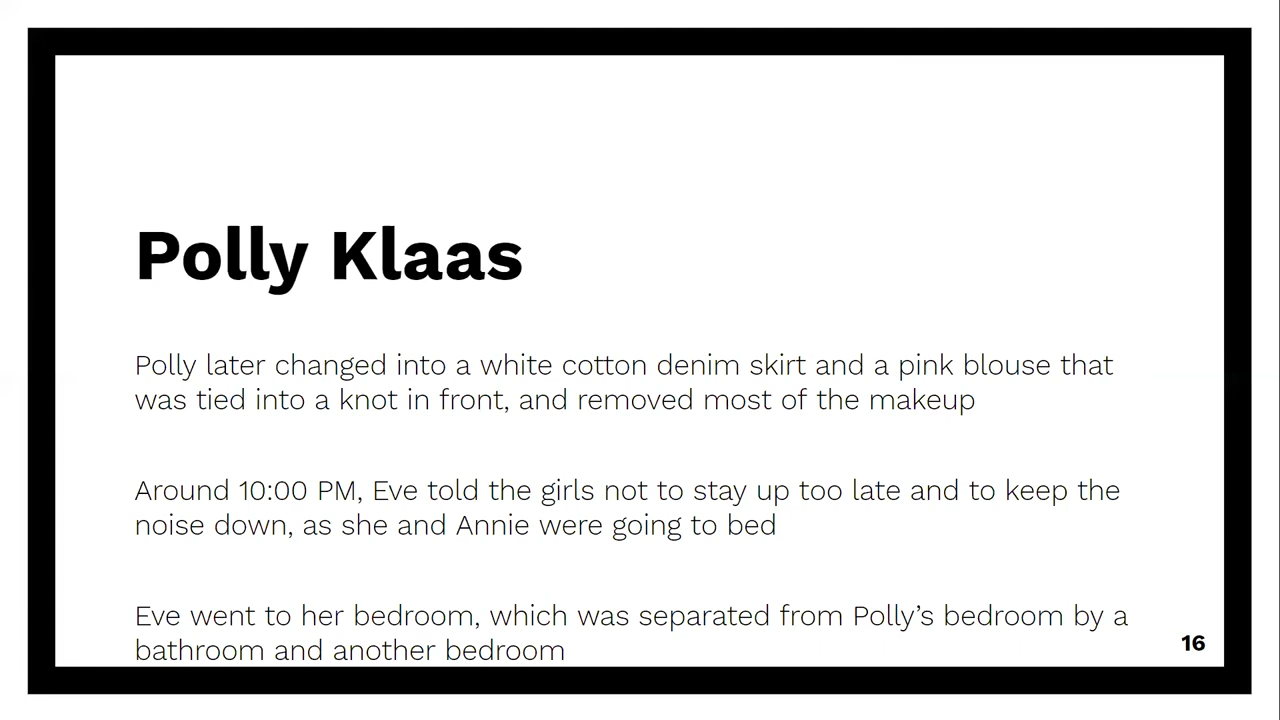 Polly Klaas
Polly later changed into a white cotton denim skirt and a pink blouse that
was tied into a knot in front, and removed most of the makeup
Around 10:00 PM, Eve told the girls not to stay up too late and to keep the
noise down, as she and Annie were going to bed
Eve went to her bedroom, which was separated from Polly’s bedroom by a
bathroom and another bedroom
16